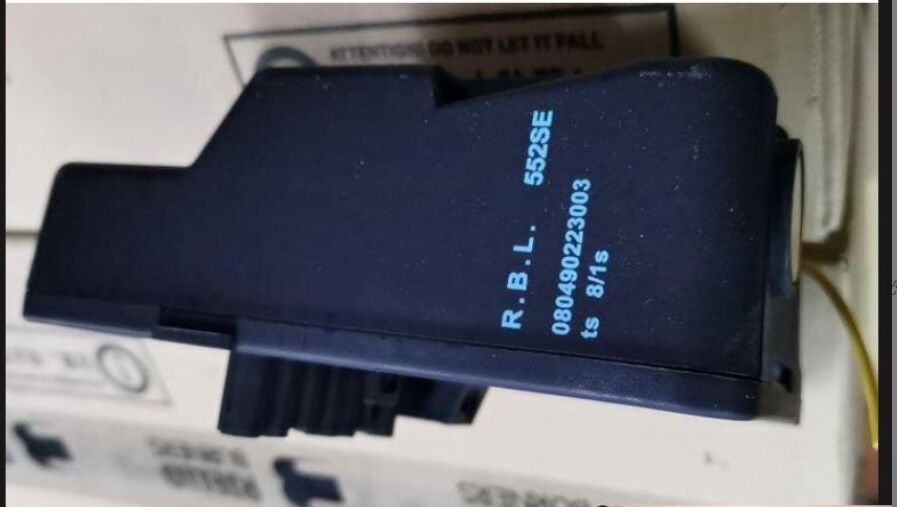 ATTENTION! DO NOT LET IT FALL
R.B.L. 552SE
080490223003
ts 8/1s